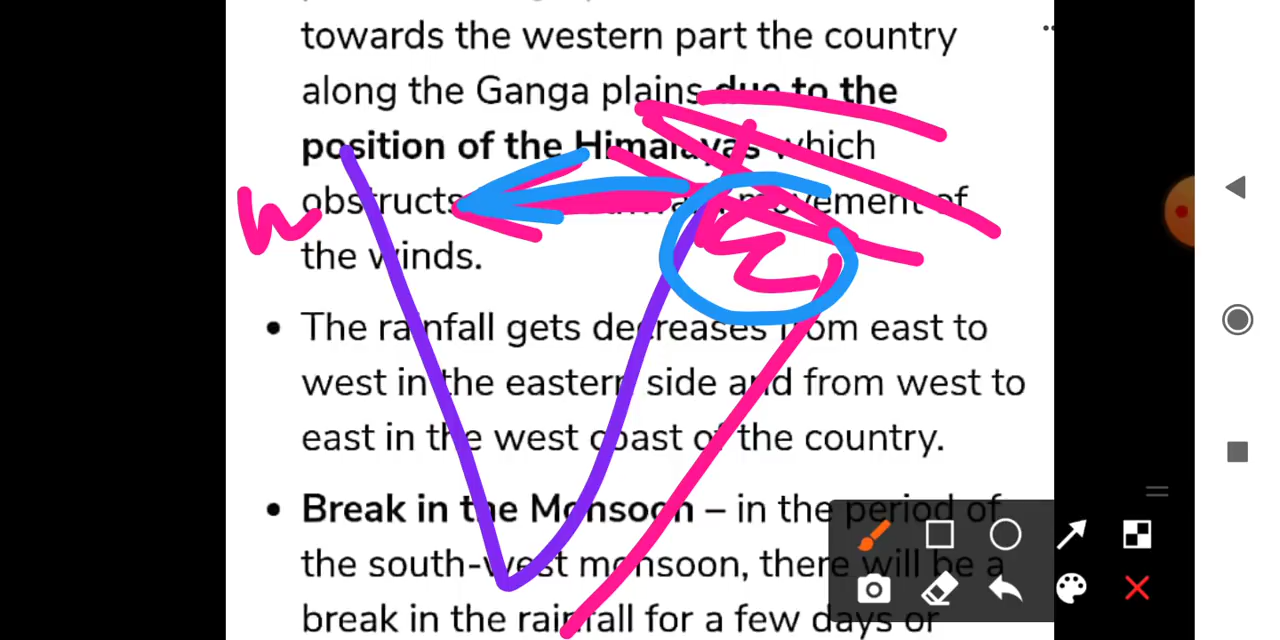 towards the western part the country
along the Ganga plains due to the
position of the Himalayas which
obstructs movement of
the winds.
• The rainfall gets decreases from east to
west in the eastern side and from west to
east in the west coast of the country.
• Break in the Monsoon – in the period of
the south-west monsoon, there will be a
break in the rainfall for a few days or